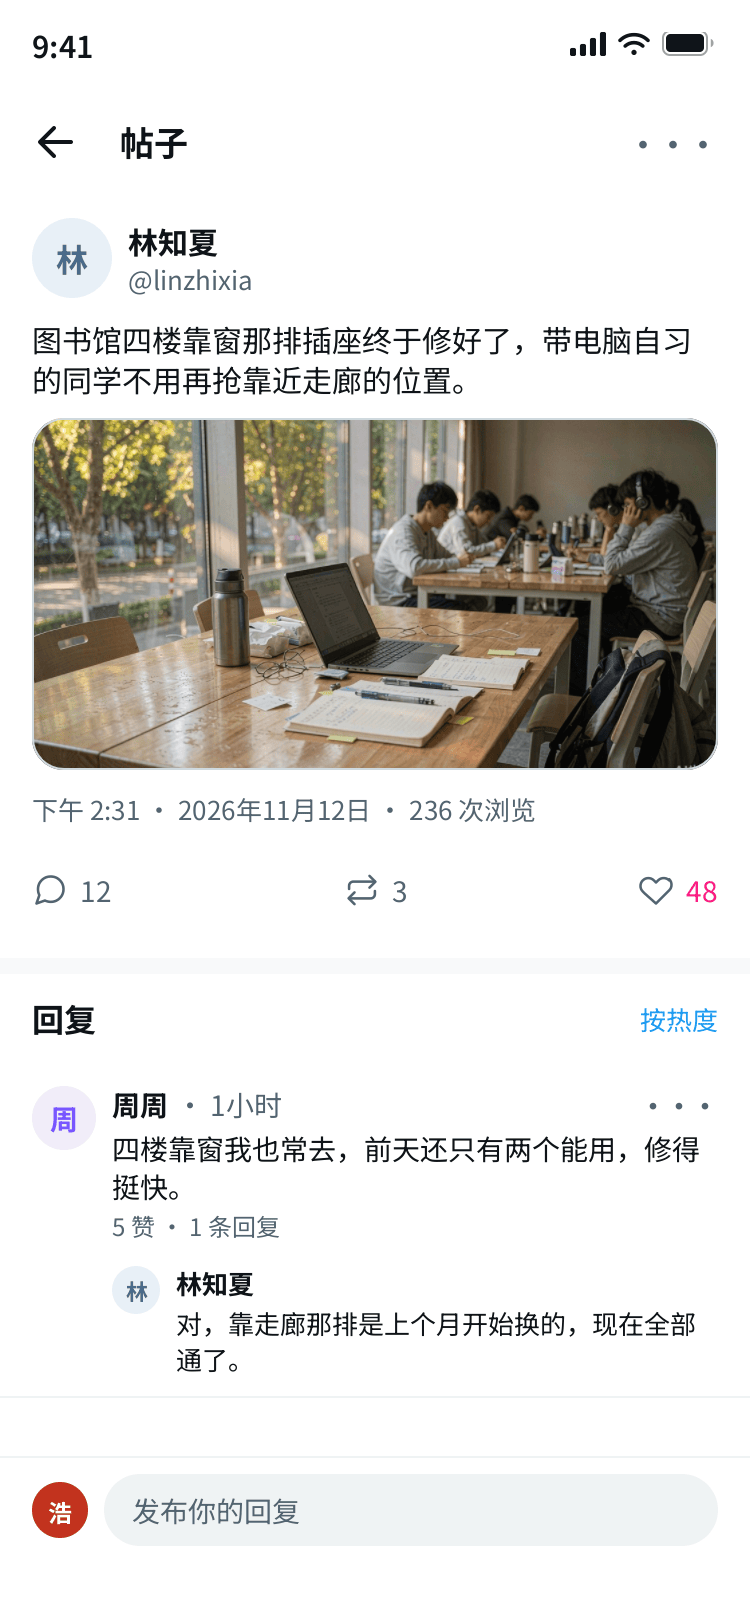 9:41
帖子
林
林知夏
@linzhixia
图书馆四楼靠窗那排插座终于修好了，带电脑自习
的同学不用再抢靠近走廊的位置。
下午 2:31 · 2026年11月12日 · 236 次浏览
12
3
48
回复
按热度
周
周周 · 1小时
四楼靠窗我也常去，前天还只有两个能用，修得
挺快。
5 赞 · 1 条回复
林
林知夏
对，靠走廊那排是上个月开始换的，现在全部
通了。
浩
发布你的回复